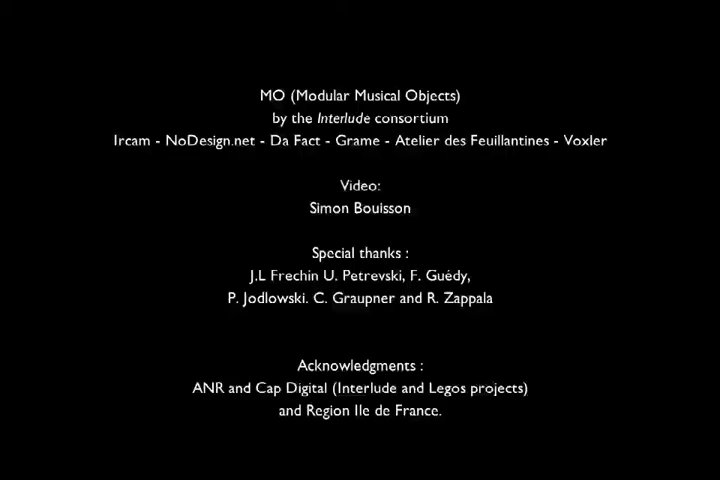 MO (Modular Musical Objects)
by the Interlude consortium
Ircam - NoDesign.net - Da Fact - Grame - Atelier des Feuillantines - Voxler
Video:
Simon Bouisson
Special thanks :
J.L Frechin U. Petrevski, F. Guédy,
P. Jodlowski. C. Graupner and R. Zappala
Acknowledgments :
ANR and Cap Digital (Interlude and Legos projects)
and Region Ile de France.